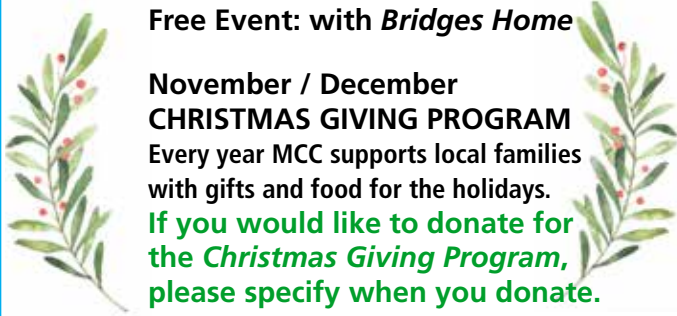 Free Event: with Bridges Home
November / December
CHRISTMAS GIVING PROGRAM
Every year MCC supports local families
with gifts and food for the holidays.
If you would like to donate for
the Christmas Giving Program,
please specify when you donate.